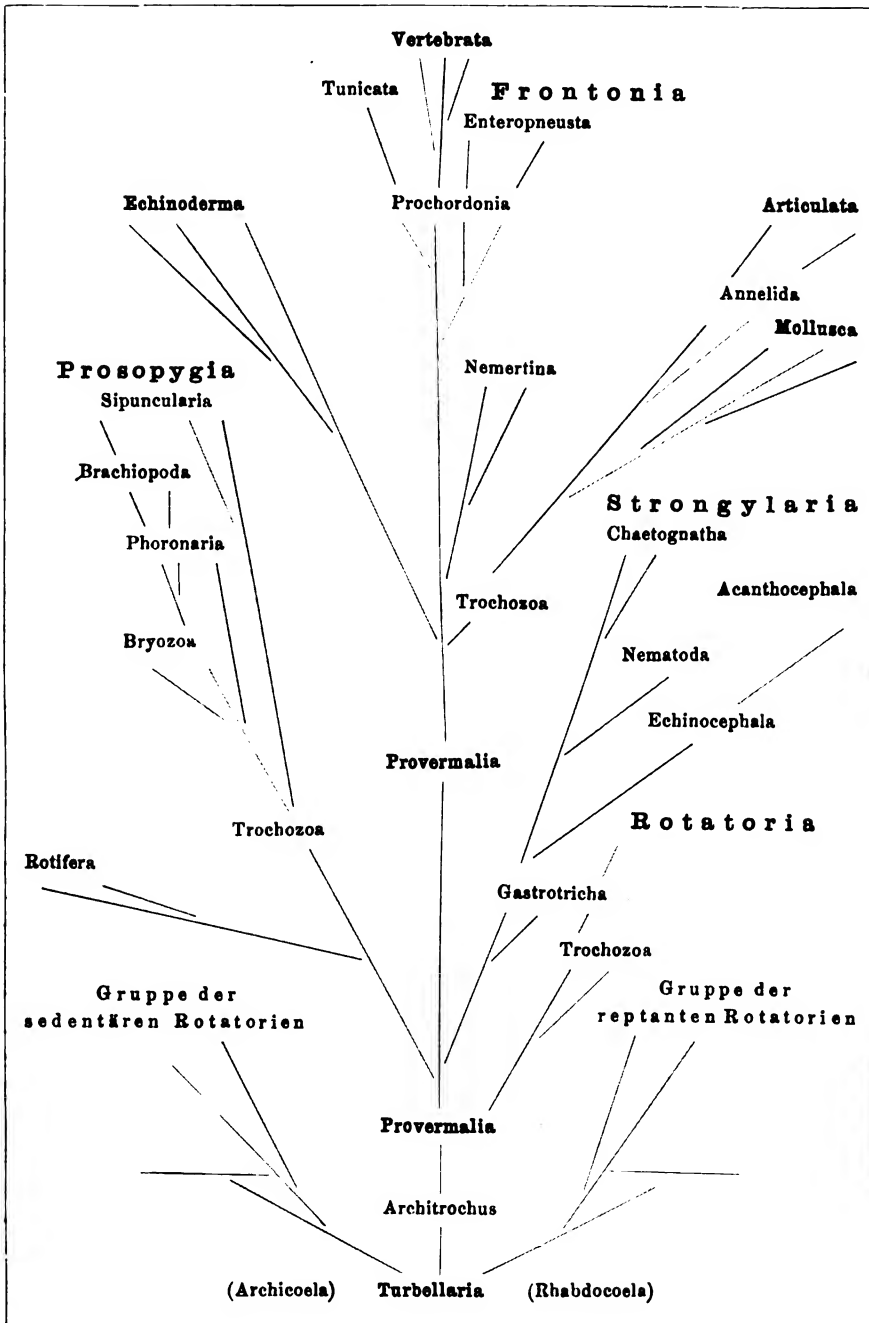 Vertebrata
Tunicata
Frontonia
Enteropneusta
Echinoderma
Prochordonia
Articulata
Annelida
Mollusca
Prosopygia
Sipuncularia
Nemertina
Brachiopoda
Strongylaria
Chaetognatha
Phoronaria
Acanthocephala
Trochozoa
Bryozoa
Nematoda
Echinocephala
Provermalia
Trochozoa
Rotatoria
Rotifera
Gastrotricha
Trochozoa
Gruppe der
sedentären Rotatorien
Gruppe der
reptanten Rotatorien
Provermalia
Architrochus
(Archicoela) Turbellaria (Rhabdocoela)